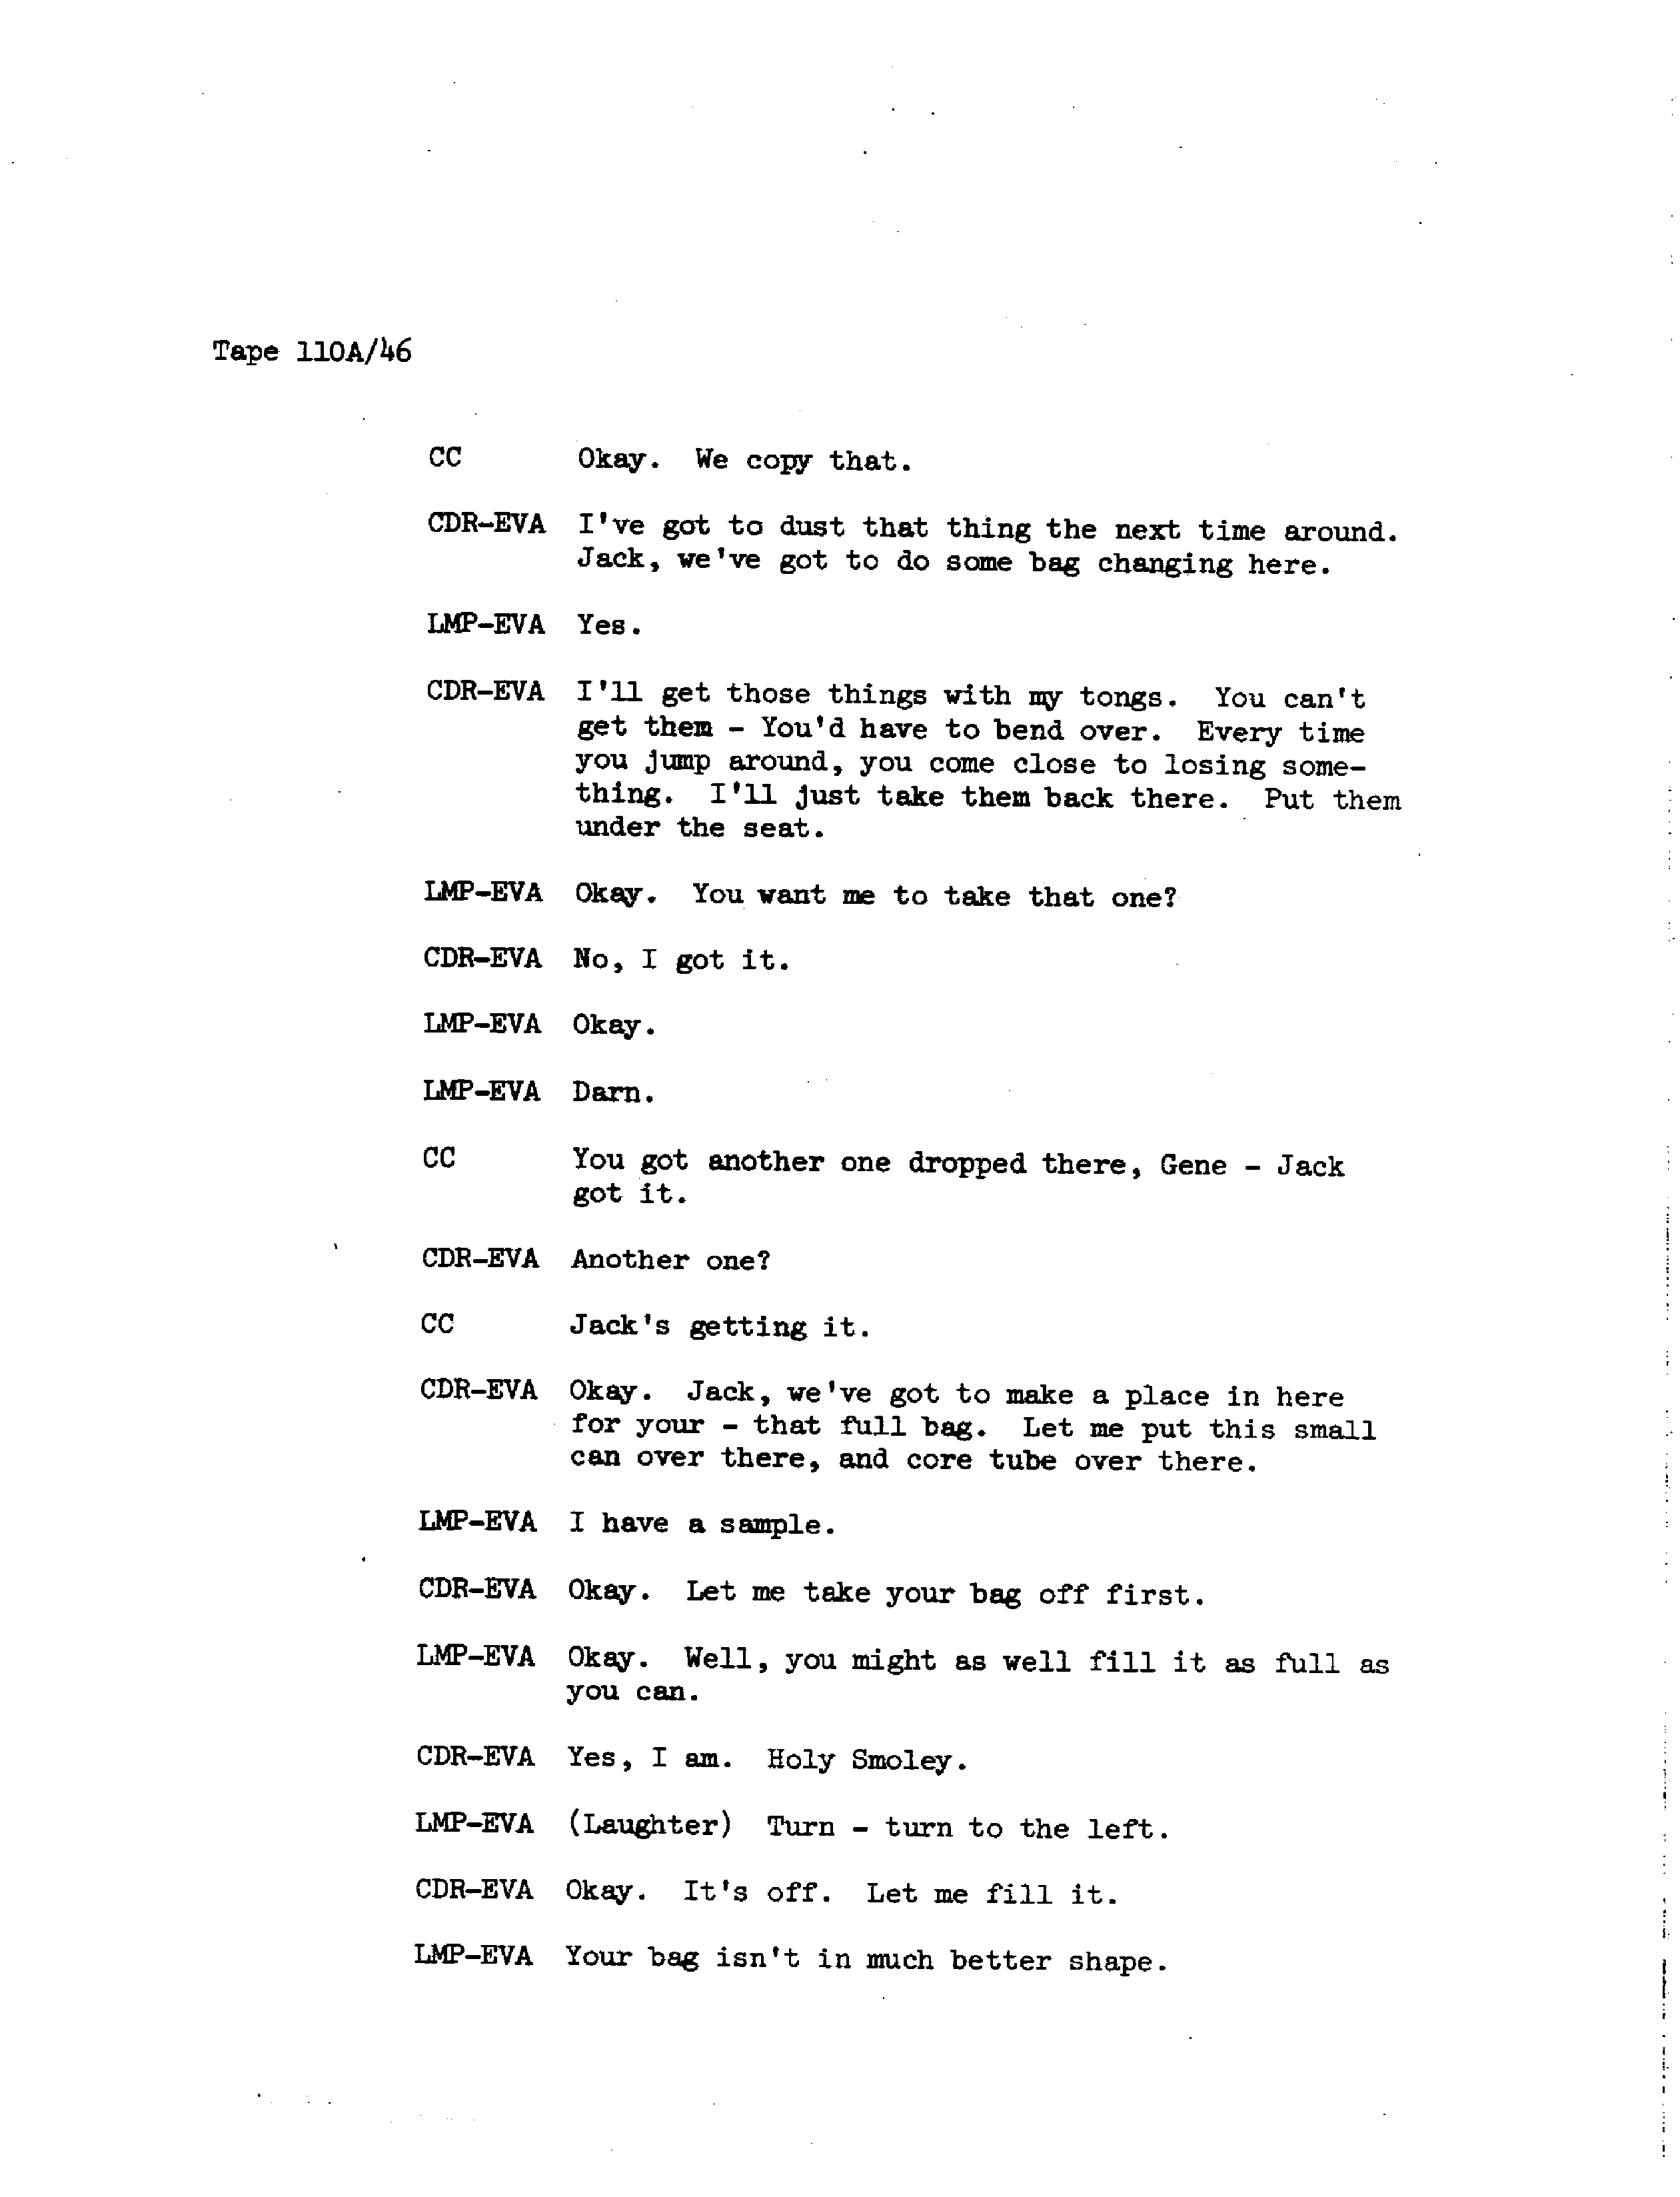 Tape 110A/46
CC Okay. We copy that.
CDR-EVA I've got to dust that thing the next time around.
Jack, we've got to do some bag changing here.
LMP-EVA Yes.
CDR-EVA I'll get those things with my tongs. You can't
get them - You'd have to bend over. Every time
you jump around, you come close to losing some-
thing. I'll just take them back there. Put them
under the seat.
LMP-EVA Okay. You want me to take that one?
CDR-EVA No, I got it.
LMP-EVA Okay.
LMP-EVA Darn.
CC You got another one dropped there, Gene - Jack
got it.
CDR-EVA Another one?
CC Jack's getting it.
CDR-EVA Okay. Jack, we've got to make a place in here
for your - that full bag. Let me put this small
can over there, and core tube over there.
LMP-EVA I have a sample.
CDR-EVA Okay. Let me take your bag off first.
LMP-EVA Okay. Well, you might as well fill it as full as
you can.
CDR-EVA Yes, I am. Holy Smoley.
LMP-EVA (Laughter) Turn - turn to the left.
CDR-EVA Okay. It's off. Let me fill it.
LMP-EVA Your bag isn't in much better shape.